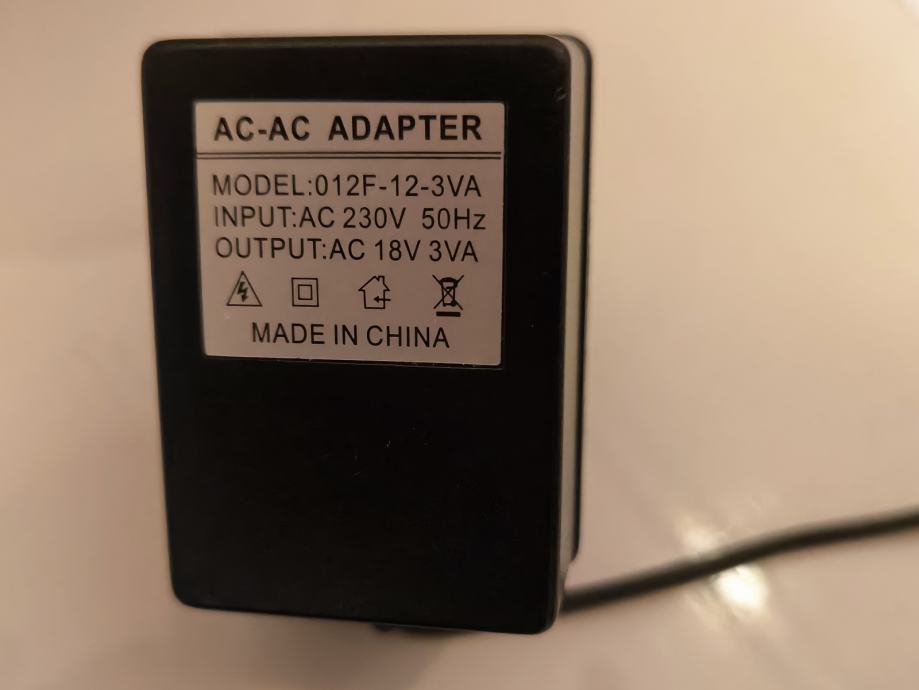 AC-AC ADAPTER
MODEL:012F-12-3VA
INPUT:AC 230V 50Hz
OUTPUT:AC 18V 3VA
MADE IN CHINA